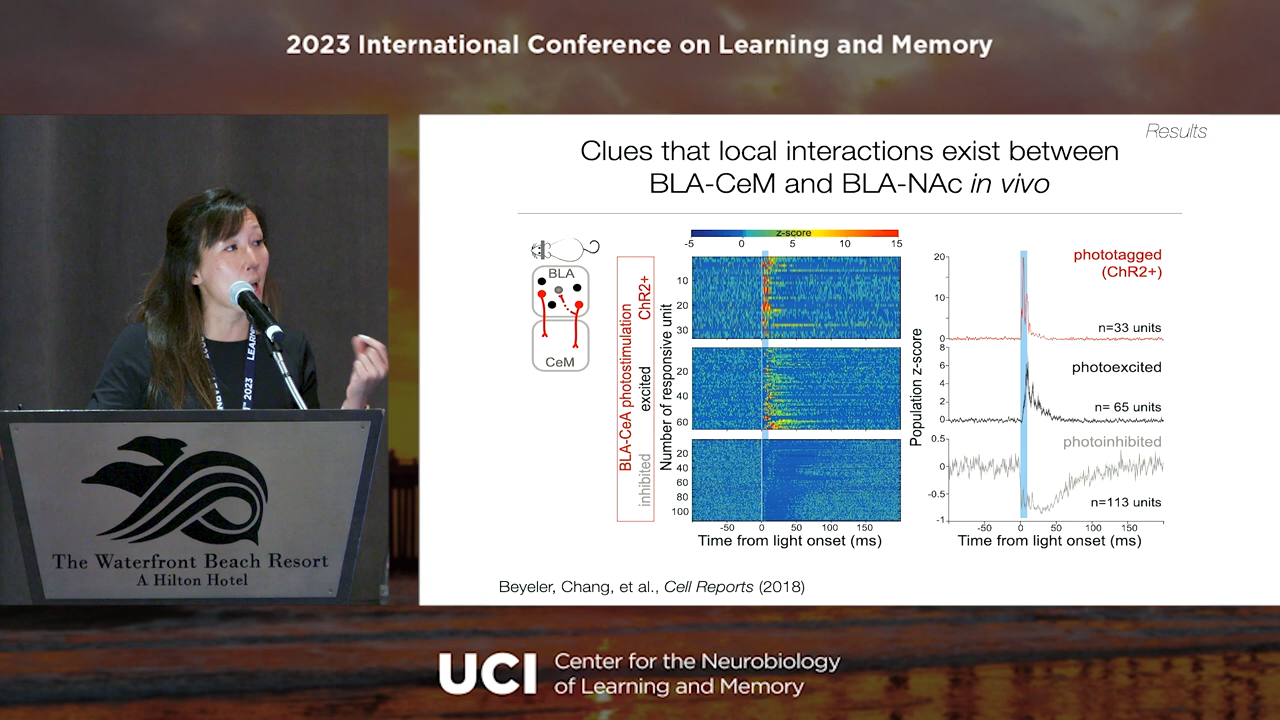 2023 International Conference on Learning and Memory
Results
Clues that local interactions exist between
BLA-CeM and BLA-NAc in vivo
z-score
-5 0 5 10 15
BLA
CeM
BLA-CeA photostimulation
ChR2+
excited
inhibited
Number of responsive unit
10
20
30
20
40
60
20
40
60
80
100
-50 0 50 100 150
Time from light onset (ms)
Population z-score
20
10
0
8
6
4
2
0
0.5
0
-0.5
-1
phototagged
(ChR2+)
n=33 units
photoexcited
n= 65 units
photoinhibited
n=113 units
-50 0 50 100 150
Time from light onset (ms)
Beyeler, Chang, et al., Cell Reports (2018)
2023
The Waterfront Beach Resort
A Hilton Hotel
UCI Center for the Neurobiology
of Learning and Memory